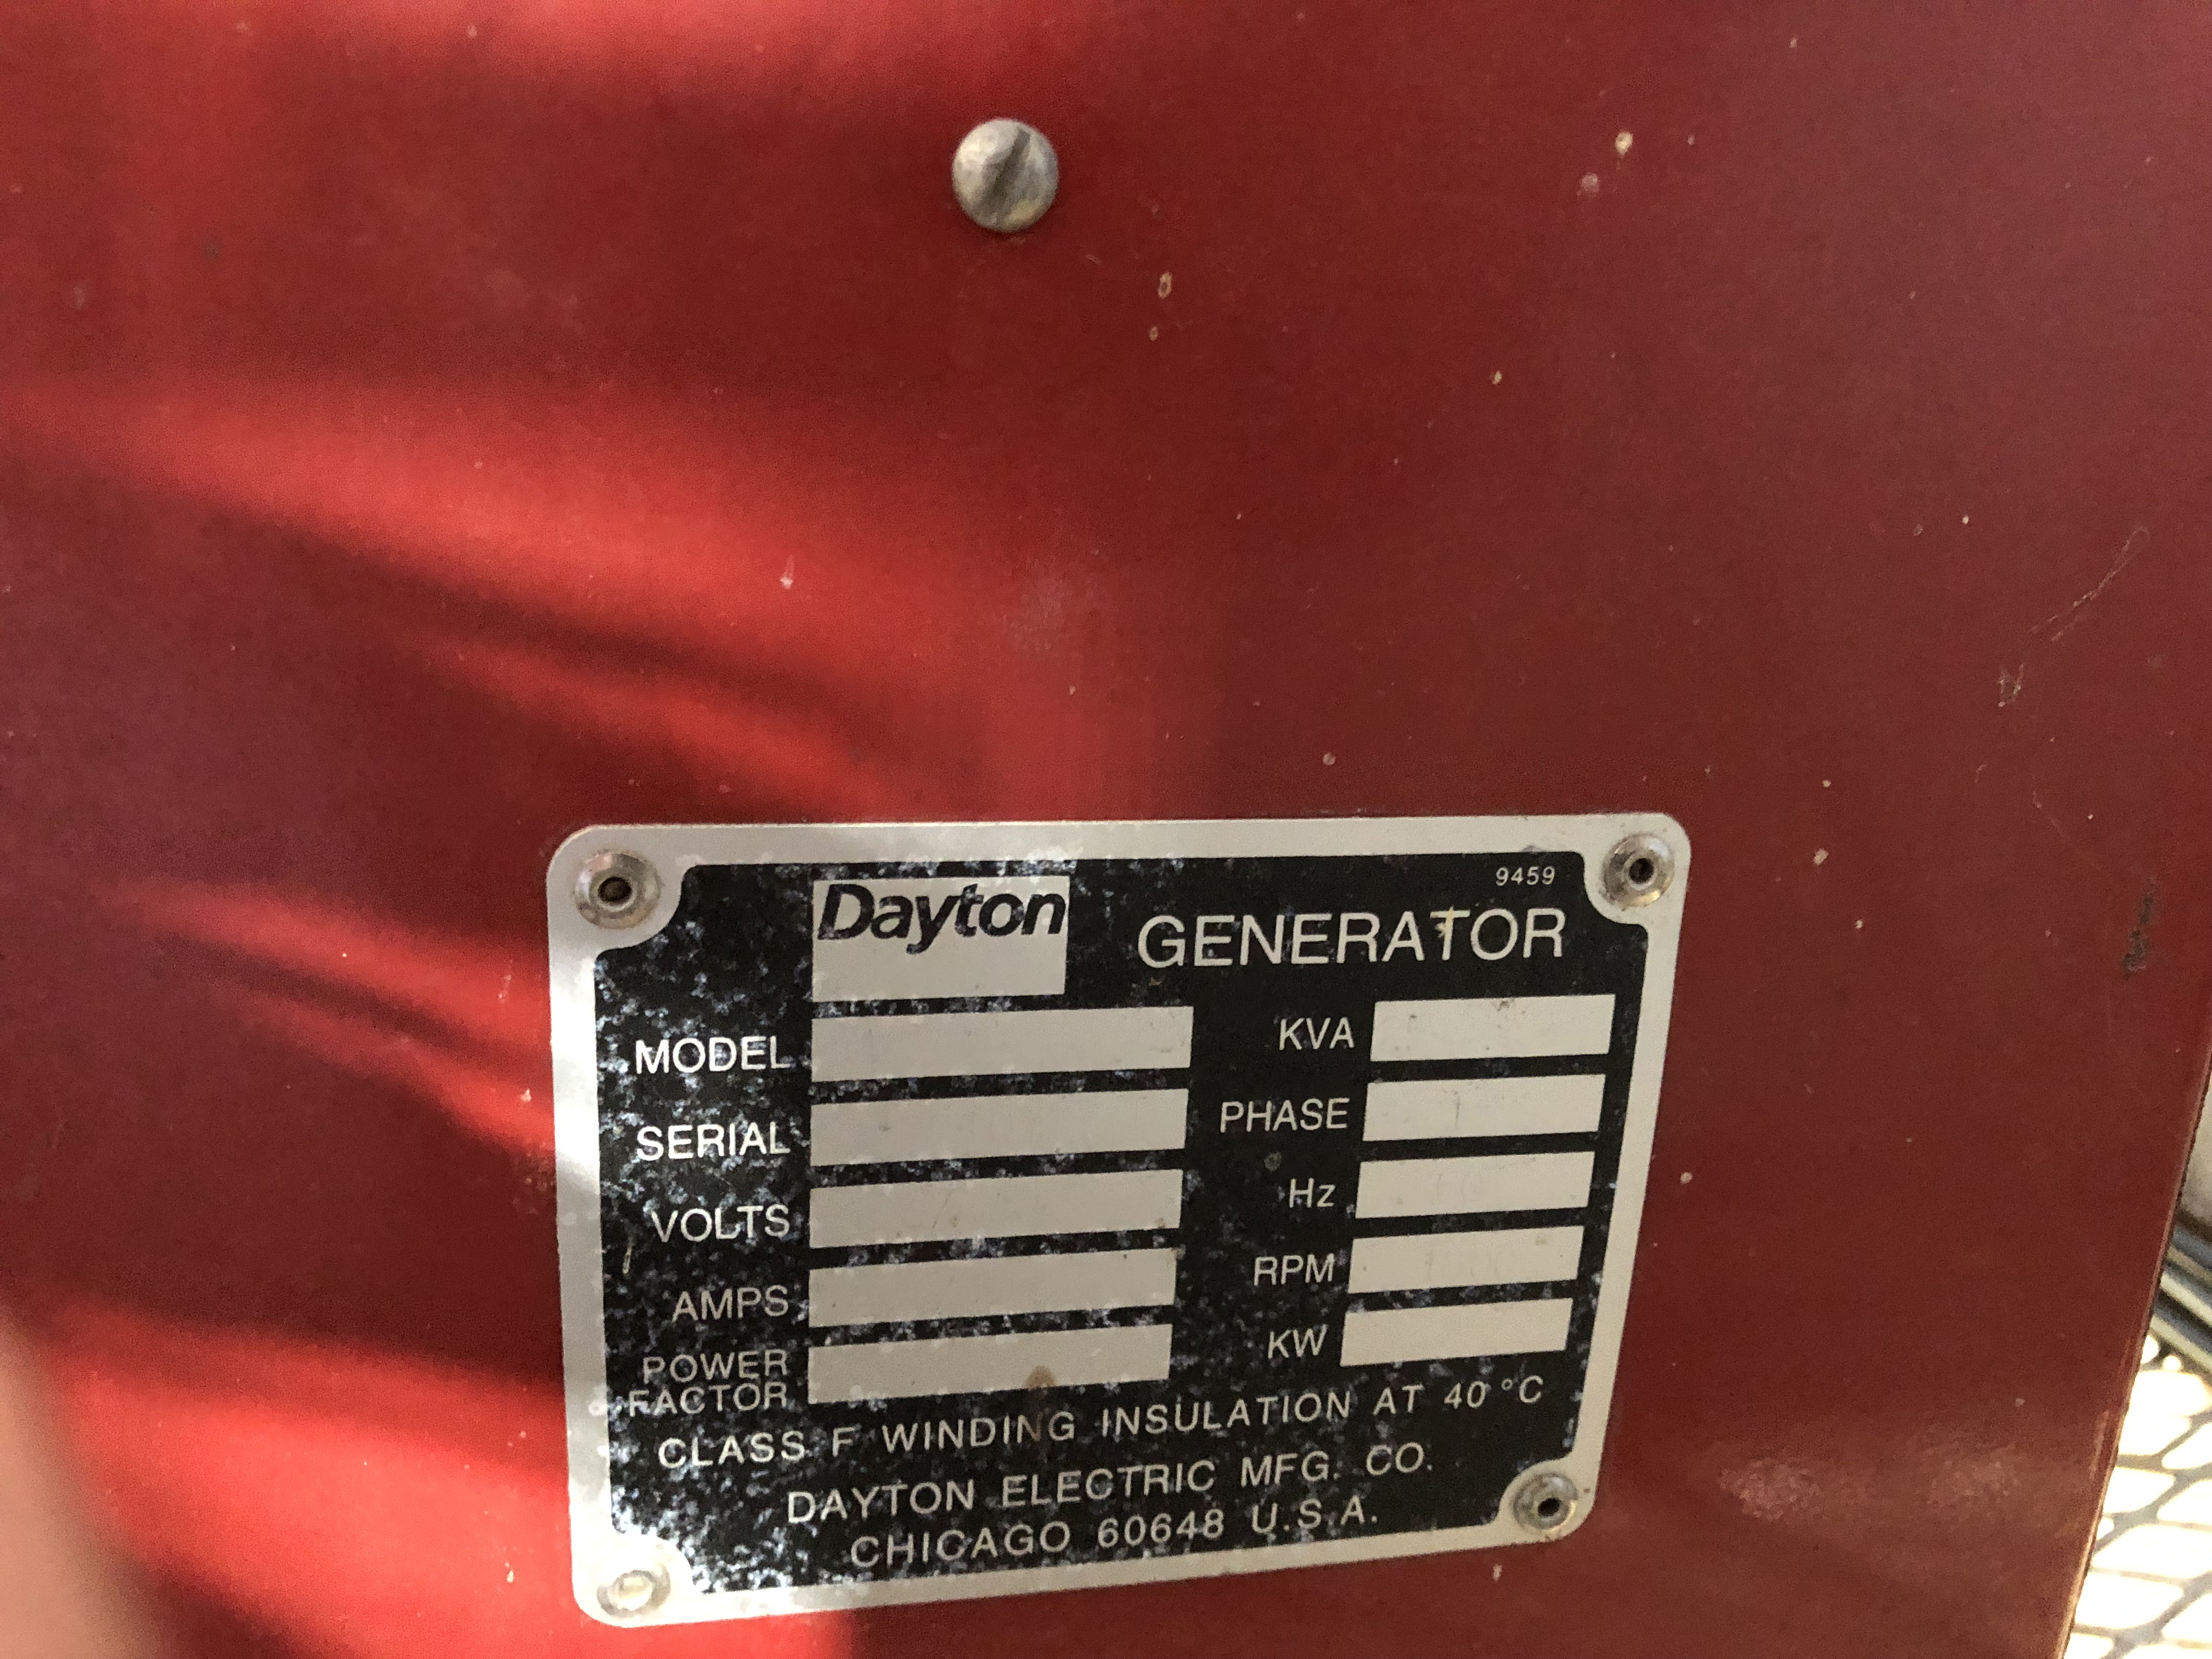 9459
Dayton GENERATOR
MODEL KVA
SERIAL PHASE
VOLTS Hz
AMPS RPM
POWER FACTOR KW
CLASS F WINDING INSULATION AT 40 °C
DAYTON ELECTRIC MFG. CO.
CHICAGO 60648 U.S.A.